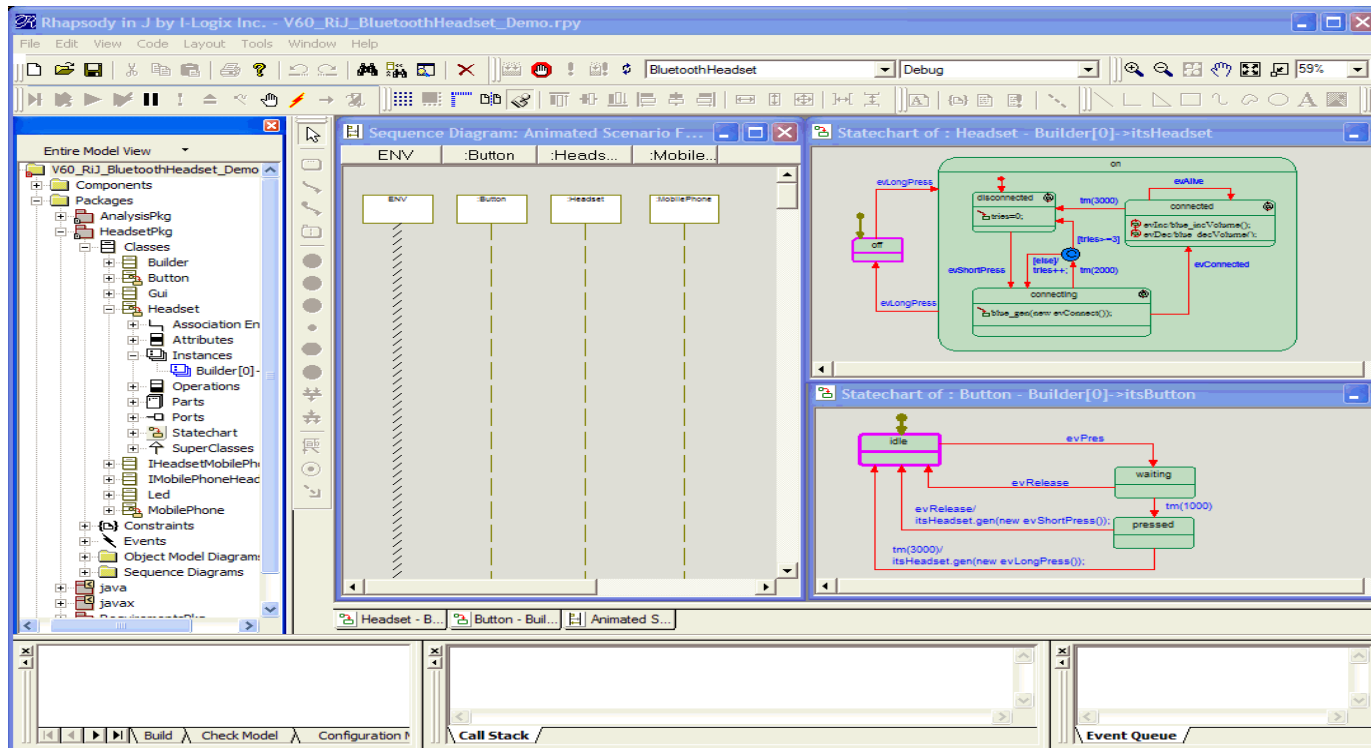 Rhapsody in J by I-Logix Inc. - V60_RiJ_BluetoothHeadset_Demo.rpy
File Edit View Code Layout Tools Window Help
BluetoothHeadset
Debug
59%
Entire Model View
V60_RiJ_BluetoothHeadset_Demo
Components
Packages
AnalysisPkg
HeadsetPkg
Classes
Builder
Button
Gui
Headset
Association En
Attributes
Instances
Builder[0]-
Operations
Parts
Ports
Statechart
SuperClasses
IHeadsetMobilePh
IMobilePhoneHead
Led
MobilePhone
Constraints
Events
Object Model Diagrams
Sequence Diagrams
java
javax
RequirementsPkg
Sequence Diagram: Animated Scenario F...
ENV :Button :Heads... :Mobile...
ENV :Button :Headset :MobilePhone
Statechart of : Headset - Builder[0]->itsHeadset
on
evLongPress
evAlive
disconnected
tm(3000)
connected
tries=0;
evInc/blue_incVolume();
evDec/blue_decVolume();
off
[tries>=3]
C
[else]/
tries++;
tm(2000)
evShortPress
evConnected
connecting
evLongPress
blue_gen(new evConnect());
Statechart of : Button - Builder[0]->itsButton
idle
evPres
waiting
evRelease
tm(1000)
evRelease/
itsHeadset.gen(new evShortPress());
pressed
tm(3000)/
itsHeadset.gen(new evLongPress());
Headset - B... Button - Buil... Animated S...
Build Check Model Configuration M
Call Stack
Event Queue